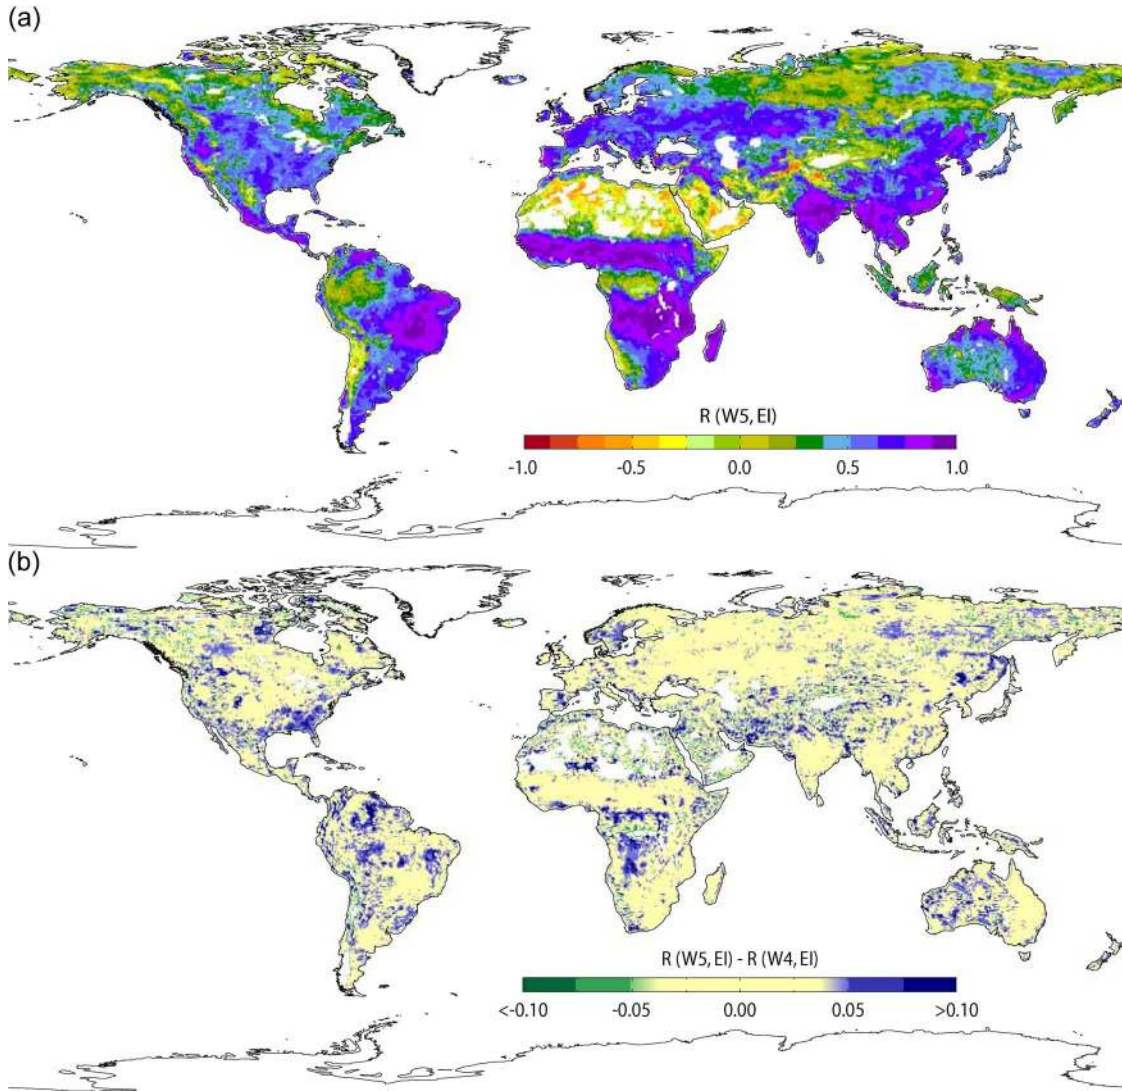 (a)
R (W5, EI)
-1.0 -0.5 0.0 0.5 1.0
(b)
R (W5, EI) - R (W4, EI)
<-0.10 -0.05 0.00 0.05 >0.10